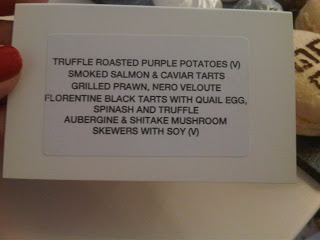 TRUFFLE ROASTED PURPLE POTATOES (V)
SMOKED SALMON & CAVIAR TARTS
GRILLED PRAWN, NERO VELOUTE
FLORENTINE BLACK TARTS WITH QUAIL EGG,
SPINASH AND TRUFFLE
AUBERGINE & SHITAKE MUSHROOM
SKEWERS WITH SOY (V)